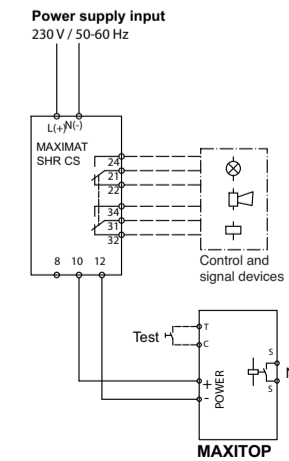 Power supply input
230 V / 50-60 Hz
L(+) N(-)
MAXIMAT
SHR CS
24
21
22
34
31
32
8 10 12
Control and
signal devices
Test
T
C
+
-
POWER
S
S
N
MAXITOP